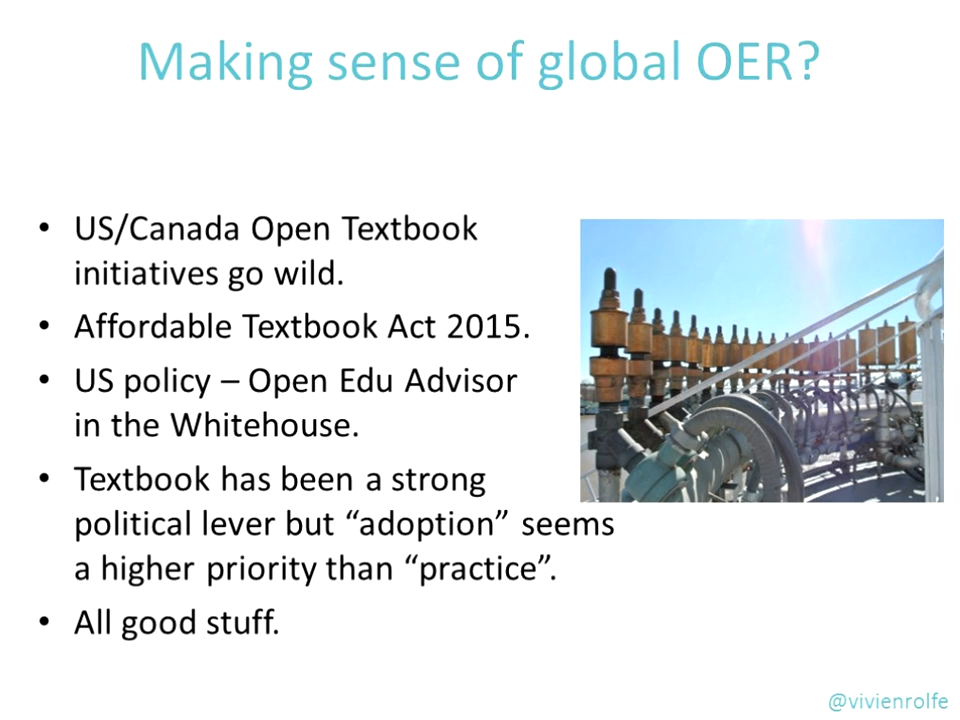 Making sense of global OER?
• US/Canada Open Textbook
initiatives go wild.
• Affordable Textbook Act 2015.
• US policy – Open Edu Advisor
in the Whitehouse.
• Textbook has been a strong
political lever but “adoption” seems
a higher priority than “practice”.
• All good stuff.
@vivienrolfe